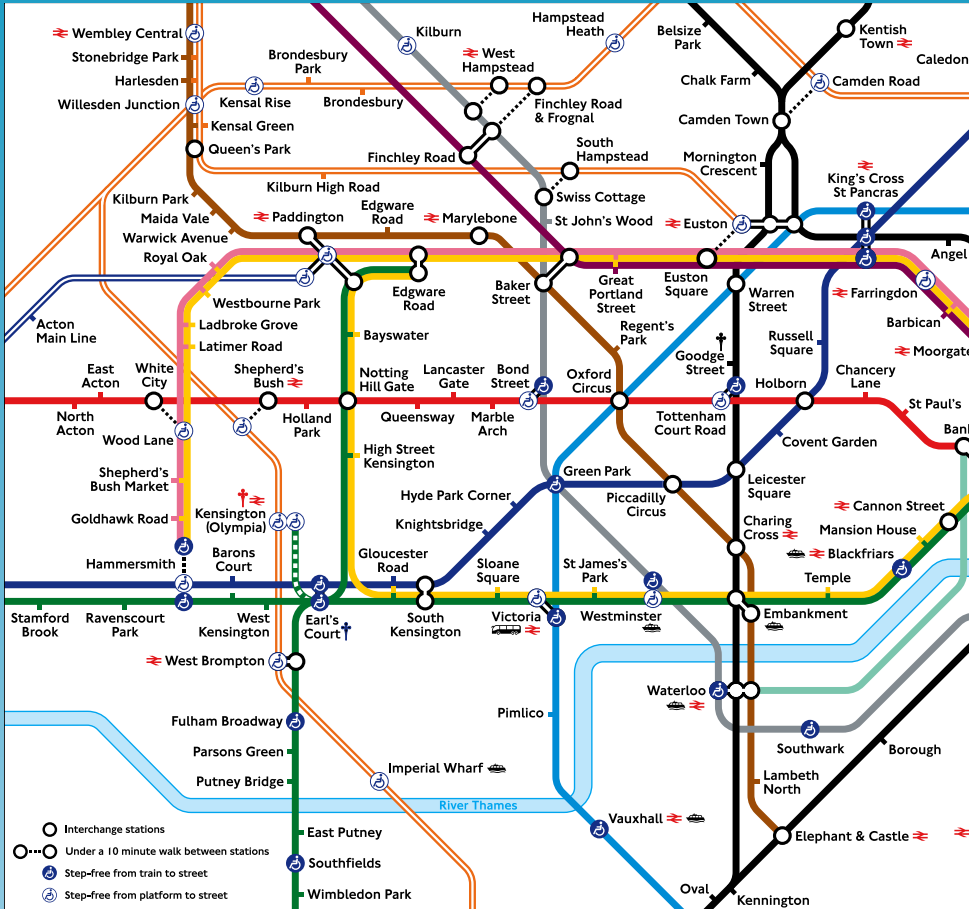 Wembley Central
Stonebridge Park
Harlesden
Willesden Junction
Kensal Rise
Brondesbury
Park
Brondesbury
Kilburn
West
Hampstead
Hampstead
Heath
Finchley Road
& Frognal
Belsize
Park
Kentish
Town
Caledon
Chalk Farm
Camden Road
Camden Town
Kensal Green
Queen's Park
Finchley Road
South
Hampstead
Mornington
Crescent
King's Cross
St Pancras
Kilburn High Road
Swiss Cottage
Kilburn Park
Maida Vale
Warwick Avenue
Royal Oak
Paddington
Edgware
Road
Marylebone
St John's Wood
Euston
Angel
Westbourne Park
Edgware
Road
Baker
Street
Great
Portland
Street
Euston
Square
Warren
Street
Farringdon
Barbican
Moorgate
Acton
Main Line
Ladbroke Grove
Latimer Road
Bayswater
Regent's
Park
Goodge
Street
Russell
Square
East
Acton
White
City
Shepherd's
Bush
Notting
Hill Gate
Lancaster
Gate
Bond
Street
Oxford
Circus
Holborn
Chancery
Lane
St Paul's
North
Acton
Wood Lane
Holland
Park
Queensway
Marble
Arch
Tottenham
Court Road
Covent Garden
Bank
Shepherd's
Bush Market
High Street
Kensington
Green Park
Leicester
Square
Goldhawk Road
Kensington
(Olympia)
Hyde Park Corner
Knightsbridge
Piccadilly
Circus
Charing
Cross
Cannon Street
Mansion House
Blackfriars
Hammersmith
Barons
Court
Gloucester
Road
Sloane
Square
St James's
Park
Temple
Stamford
Brook
Ravenscourt
Park
West
Kensington
Earl's
Court
South
Kensington
Victoria
Westminster
Embankment
West Brompton
Waterloo
Fulham Broadway
Pimlico
Southwark
Borough
Parsons Green
Putney Bridge
Imperial Wharf
Lambeth
North
River Thames
Vauxhall
Elephant & Castle
East Putney
Southfields
Wimbledon Park
Oval
Kennington
Interchange stations
Under a 10 minute walk between stations
Step-free from train to street
Step-free from platform to street